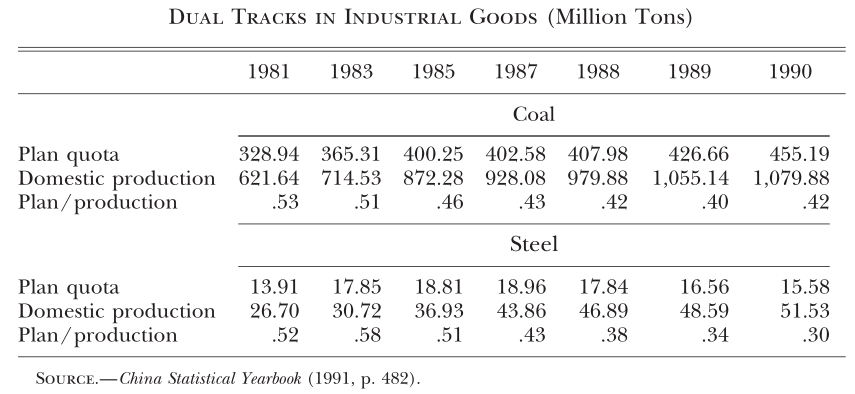 Dual Tracks in Industrial Goods (Million Tons)
1981 1983 1985 1987 1988 1989 1990
Coal
Plan quota 328.94 365.31 400.25 402.58 407.98 426.66 455.19
Domestic production 621.64 714.53 872.28 928.08 979.88 1,055.14 1,079.88
Plan/production .53 .51 .46 .43 .42 .40 .42
Steel
Plan quota 13.91 17.85 18.81 18.96 17.84 16.56 15.58
Domestic production 26.70 30.72 36.93 43.86 46.89 48.59 51.53
Plan/production .52 .58 .51 .43 .38 .34 .30
Source.—China Statistical Yearbook (1991, p. 482).